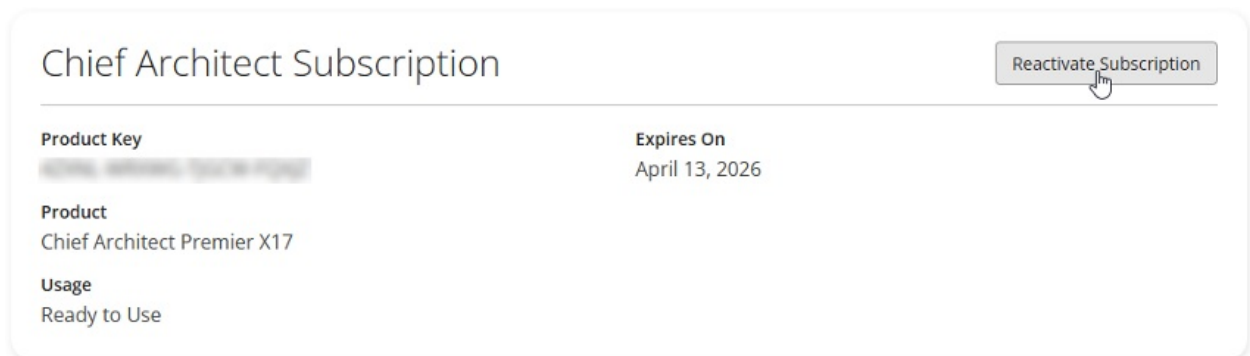 Chief Architect Subscription
Reactivate Subscription
Product Key
Expires On
April 13, 2026
Product
Chief Architect Premier X17
Usage
Ready to Use